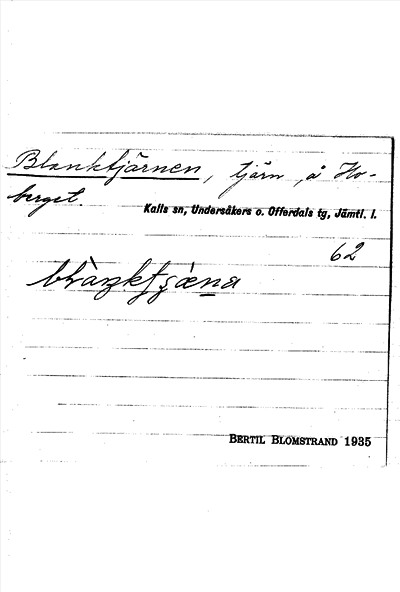 Blanktjärnen, tjärn, å Ho-
berget.
Kalls sn, Undersåkers o. Offerdals tg, Jämtl. l.
62
BERTIL BLOMSTRAND 1935